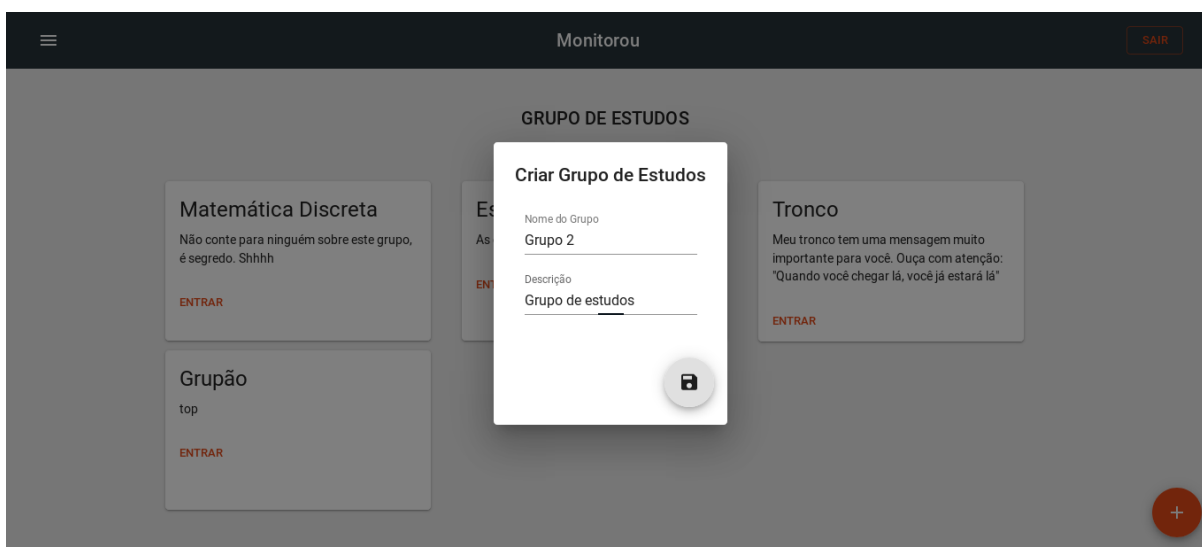 Monitorou
SAIR
GRUPO DE ESTUDOS
Matemática Discreta
Não conte para ninguém sobre este grupo,
é segredo. Shhhh
ENTRAR
Grupão
top
ENTRAR
Criar Grupo de Estudos
Nome do Grupo
Grupo 2
Descrição
Grupo de estudos
Tronco
Meu tronco tem uma mensagem muito
importante para você. Ouça com atenção:
"Quando você chegar lá, você já estará lá"
ENTRAR